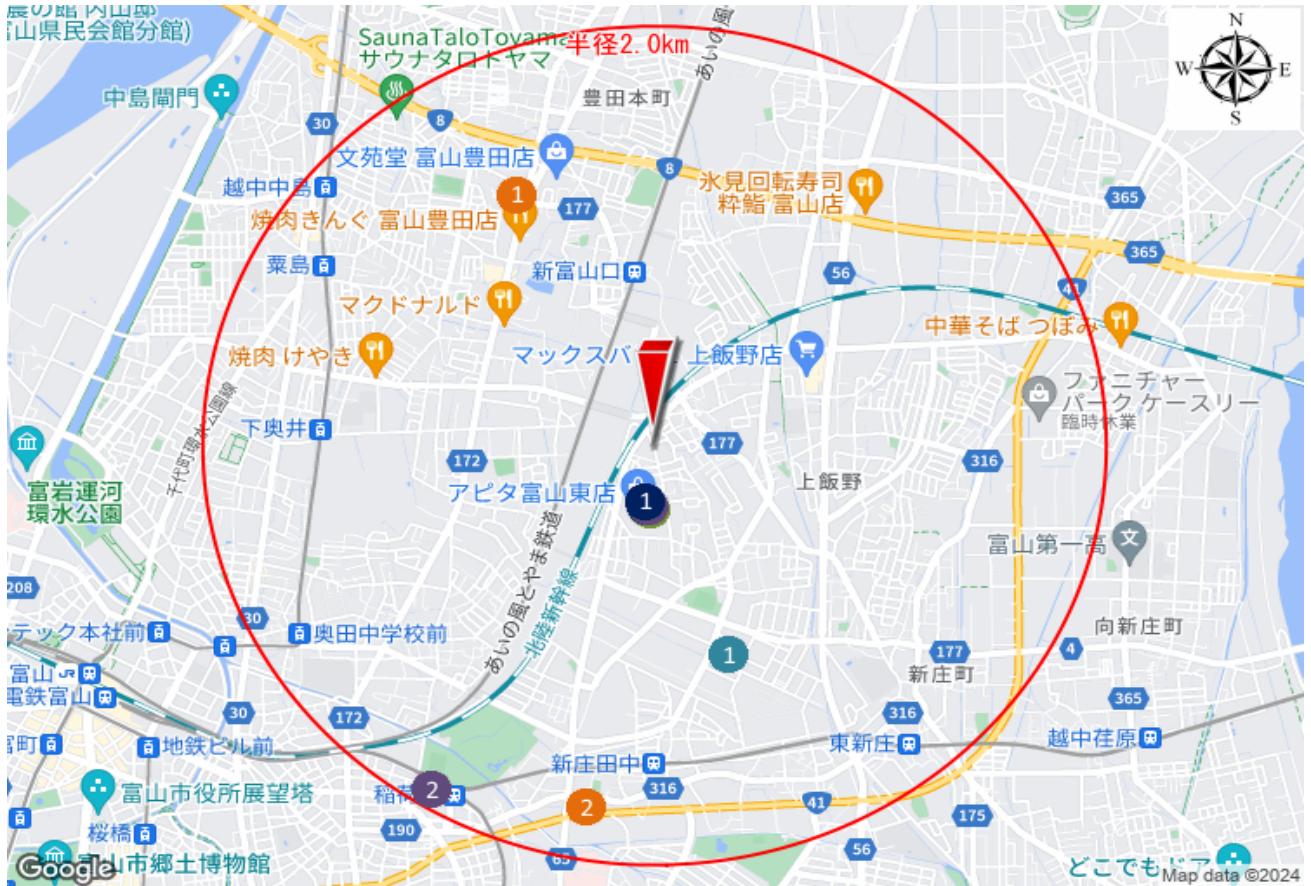 農の館 内山邸
富山県民会館分館)
SaunaTaloToyama
サウナタロトヤマ
半径2.0km
あいの風
N
W
E
S
中島閘門
30
8
豊田本町
文苑堂 富山豊田店
8
越中中島
1
177
焼肉きんぐ 富山豊田店
氷見回転寿司
粋鮨 富山店
365
365
粟島
新富山口
56
41
マクドナルド
中華そば つぼみ
焼肉 けやき
マックスバ
上飯野店
ファニチャー
パーク ケースリー
臨時休業
千代町環水公園線
下奥井
172
177
316
上飯野
富岩運河
環水公園
アピタ富山東店
1
富山第一高
208
あいの風とやま鉄道
北陸新幹線
30
テック本社前
奥田中学校前
向新庄町
1
177
4
富山
新庄町
電鉄富山
365
30
172
316
富町
地鉄ビル前
東新庄
越中荏原
新庄田中
富山市役所展望塔
稲荷
2
316
2
41
175
桜橋
190
56
63
富山市郷土博物館
どこでもドア
Google
Map data ©2024